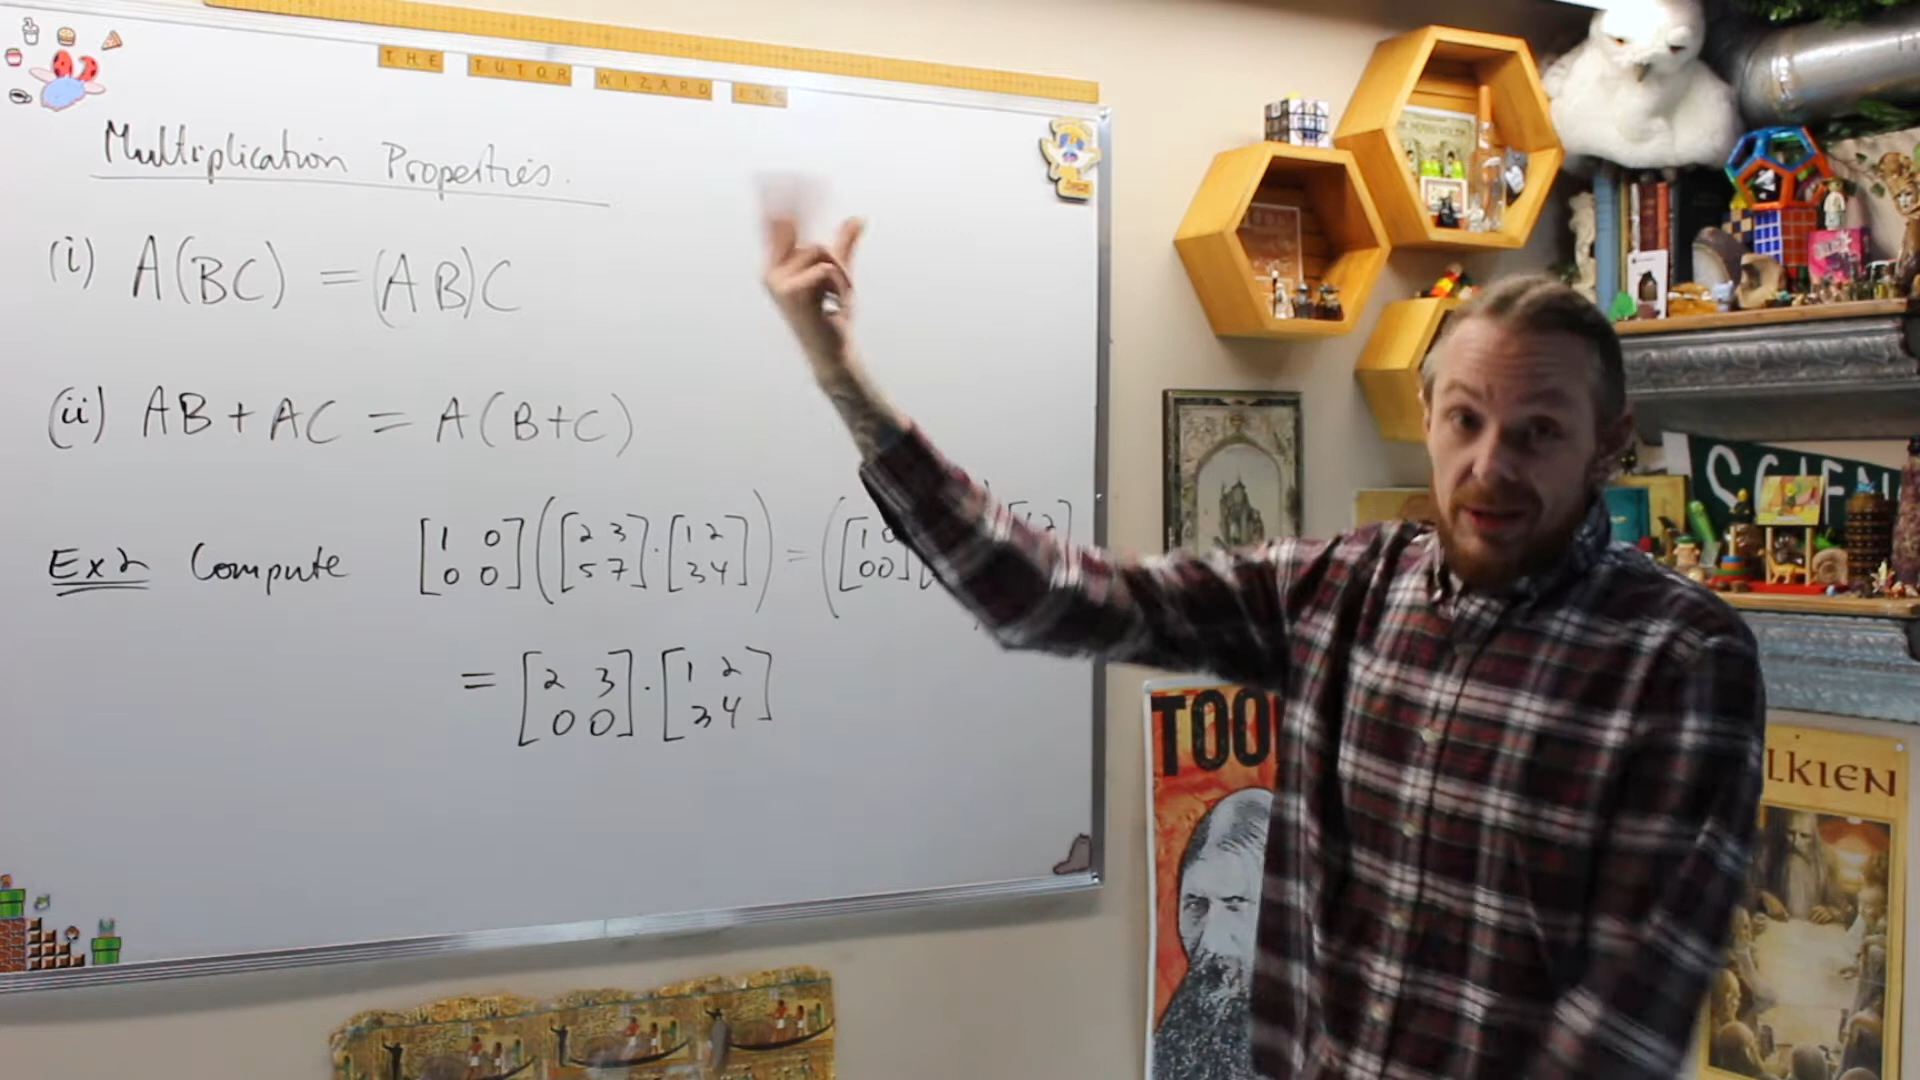 THE TUTOR WIZARD INC
Multiplication Properties.
(i) A(BC) = (AB)C
(ii) AB + AC = A(B+C)
Ex2 Compute [1 0 ; 0 0] ([2 3 ; 5 7] · [1 2 ; 3 4]) = ([1 0 ; 0 0]
= [2 3 ; 0 0] · [1 2 ; 3 4]
SCIEN
TOO
LKIEN